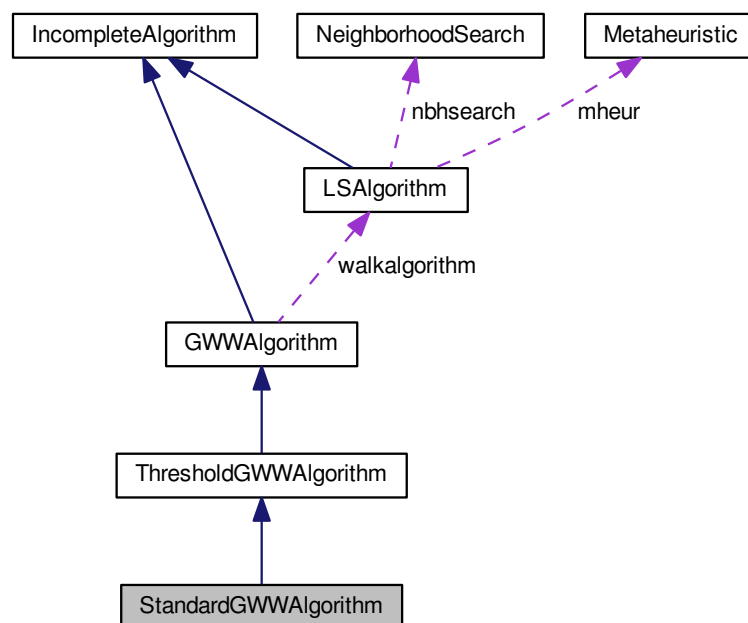 IncompleteAlgorithm
NeighborhoodSearch
Metaheuristic
nbhsearch
mheur
LSAlgorithm
walkalgorithm
GWWAlgorithm
ThresholdGWWAlgorithm
StandardGWWAlgorithm